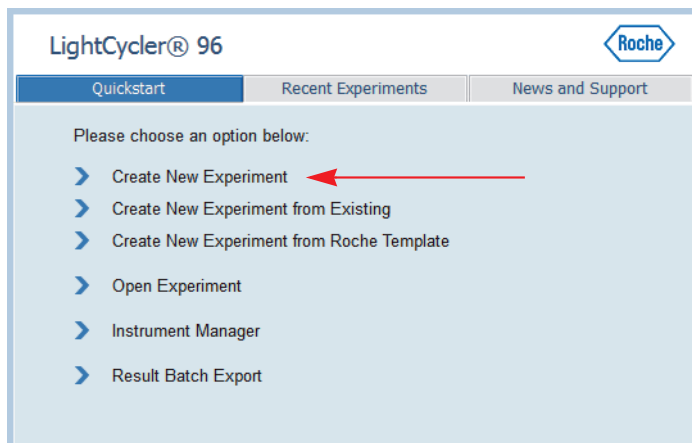 LightCycler® 96
Roche
Quickstart
Recent Experiments
News and Support
Please choose an option below:
Create New Experiment
Create New Experiment from Existing
Create New Experiment from Roche Template
Open Experiment
Instrument Manager
Result Batch Export